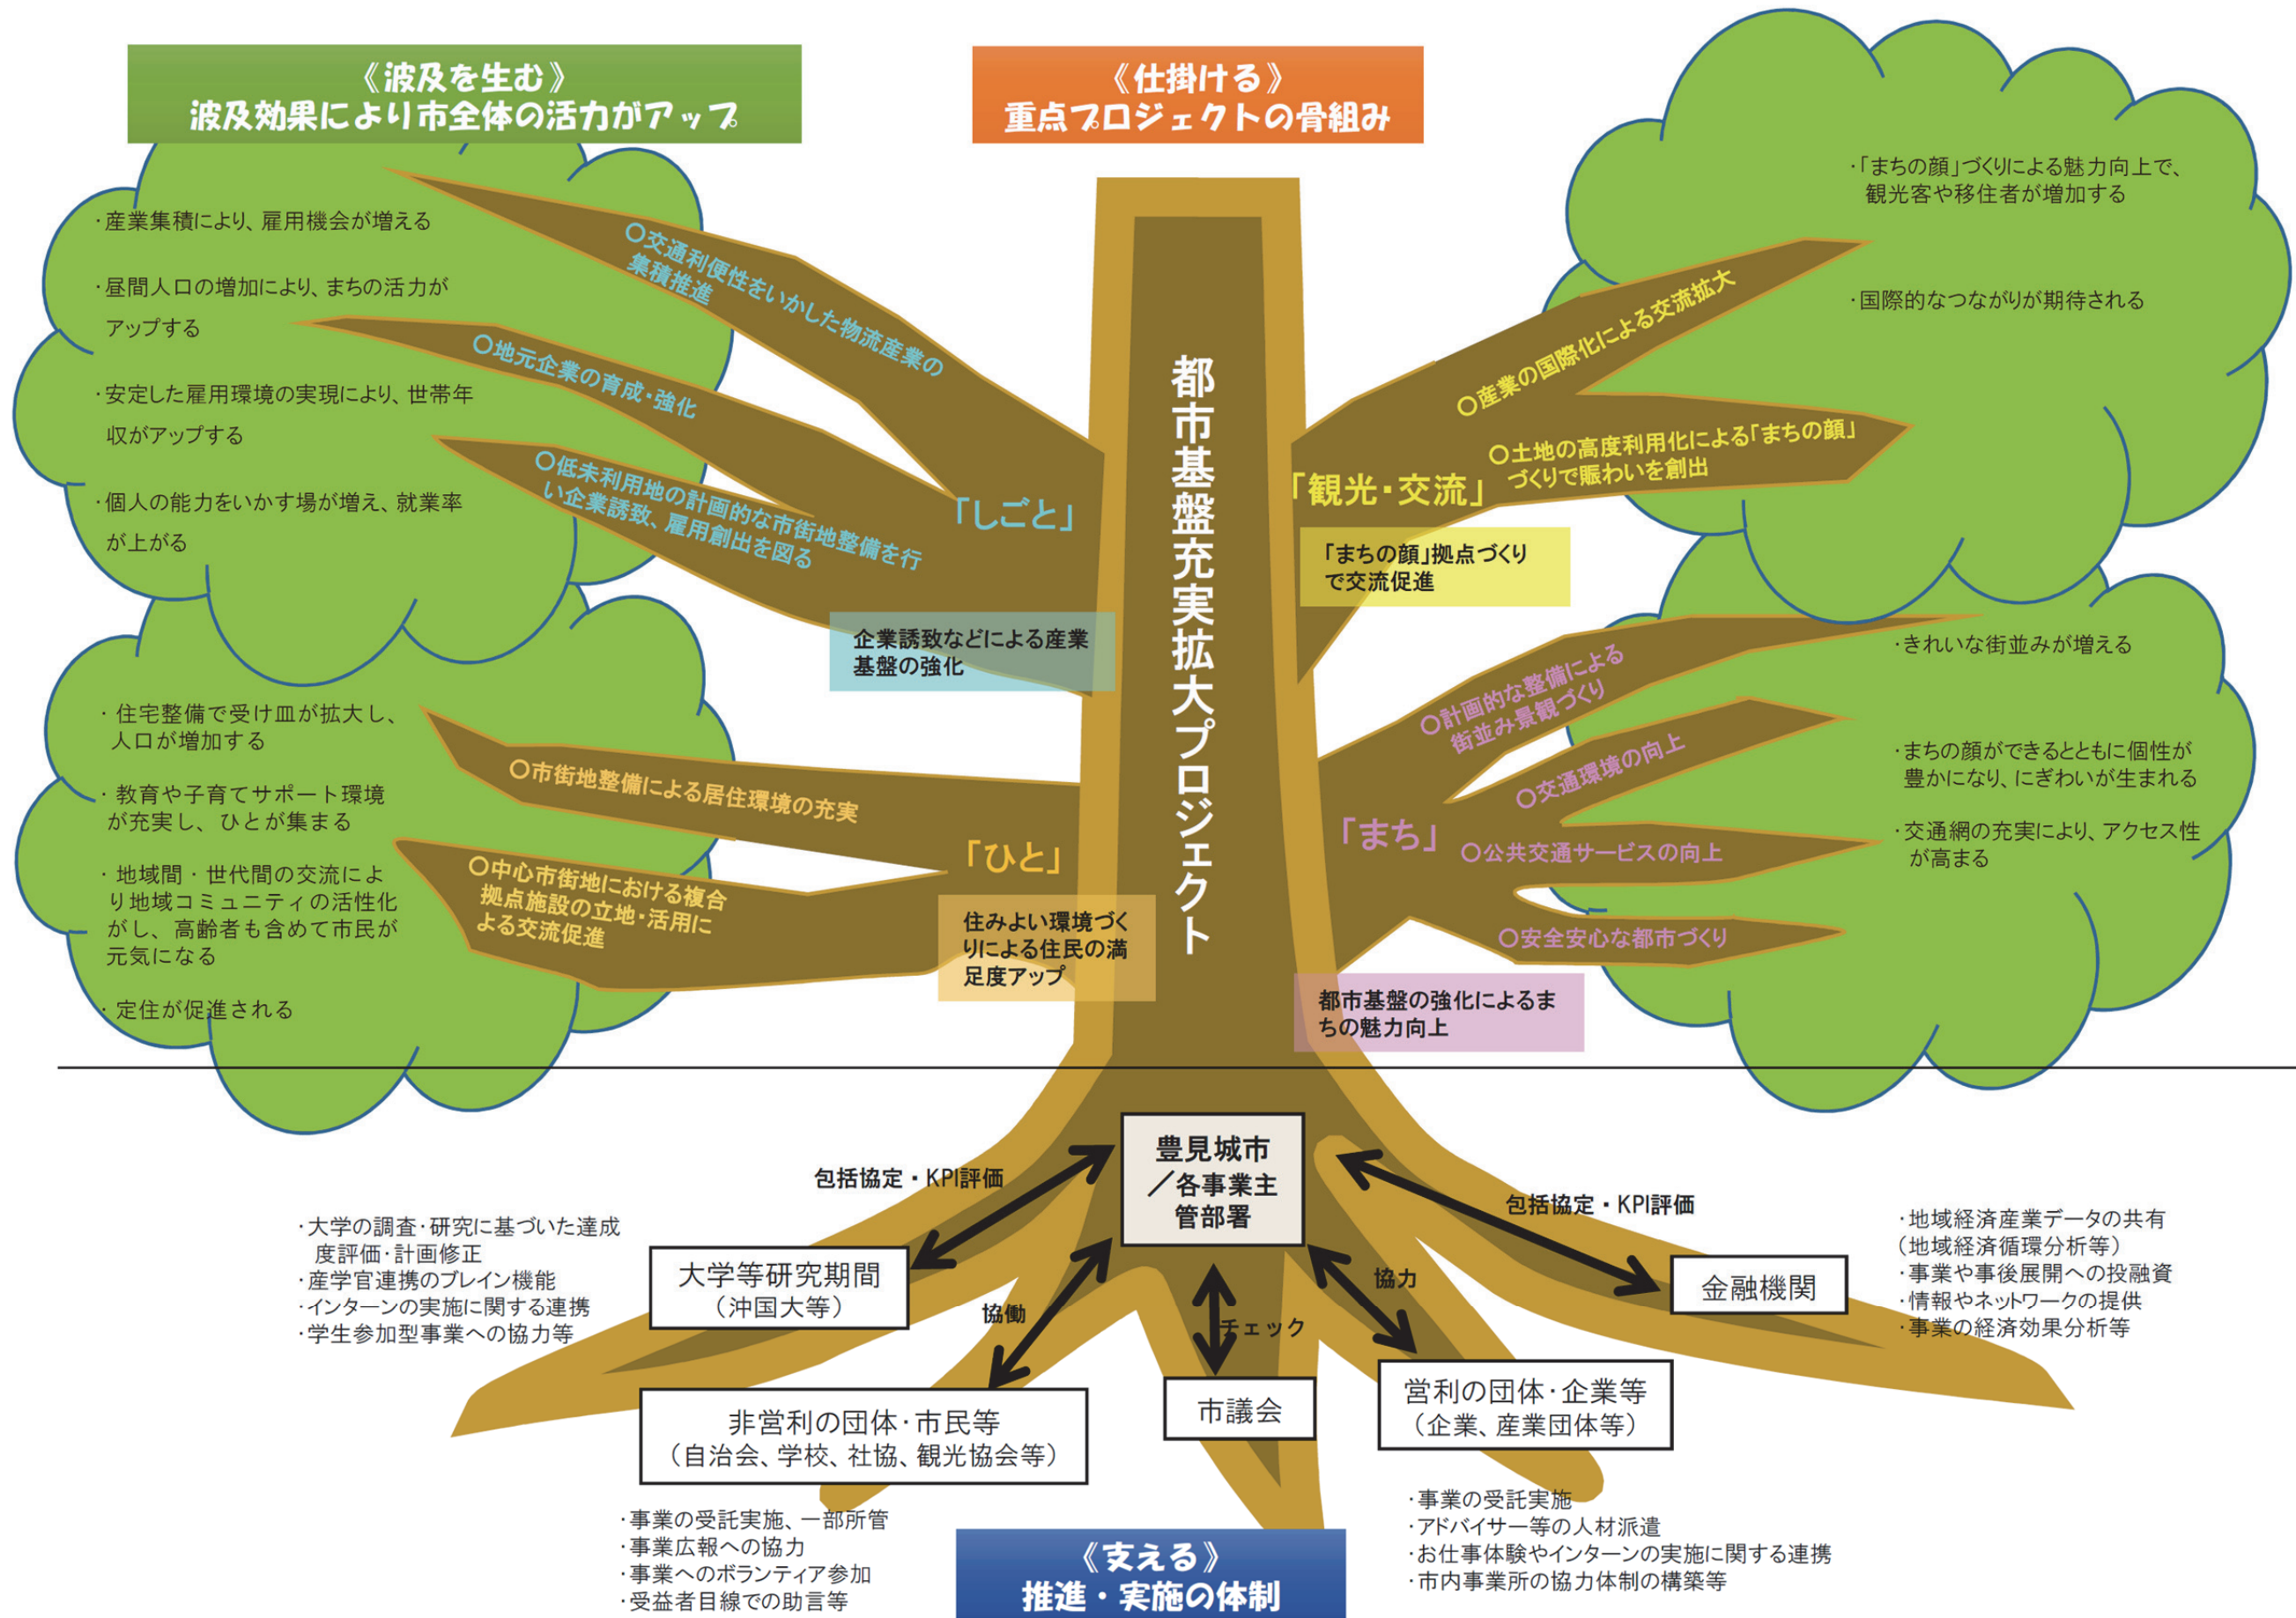 《波及を生む》
波及効果により市全体の活力がアップ
《仕掛ける》
重点プロジェクトの骨組み
・産業集積により、雇用機会が増える
・昼間人口の増加により、まちの活力が
アップする
・安定した雇用環境の実現により、世帯年
収がアップする
・個人の能力をいかす場が増え、就業率
が上がる
○交通利便性をいかした物流産業の
集積推進
○地元企業の育成・強化
○低未利用地の計画的な市街地整備を行
い企業誘致、雇用創出を図る
「しごと」
企業誘致などによる産業
基盤の強化
・住宅整備で受け皿が拡大し、
人口が増加する
・教育や子育てサポート環境
が充実し、ひとが集まる
・地域間・世代間の交流によ
り地域コミュニティの活性化
がし、高齢者も含めて市民が
元気になる
・定住が促進される
○市街地整備による居住環境の充実
○中心市街地における複合
拠点施設の立地・活用に
よる交流促進
「ひと」
住みよい環境づく
りによる住民の満
足度アップ
都市基盤充実拡大プロジェクト
・「まちの顔」づくりによる魅力向上で、
観光客や移住者が増加する
・国際的なつながりが期待される
○産業の国際化による交流拡大
○土地の高度利用化による「まちの顔」
づくりで賑わいを創出
「観光・交流」
「まちの顔」拠点づくり
で交流促進
・きれいな街並みが増える
・まちの顔ができるとともに個性が
豊かになり、にぎわいが生まれる
・交通網の充実により、アクセス性
が高まる
○計画的な整備による
街並み景観づくり
○交通環境の向上
「まち」
○公共交通サービスの向上
○安全安心な都市づくり
都市基盤の強化によるま
ちの魅力向上
豊見城市
／各事業主
管部署
包括協定・KPI評価
・大学の調査・研究に基づいた達成
度評価・計画修正
・産学官連携のブレイン機能
・インターンの実施に関する連携
・学生参加型事業への協力等
大学等研究期間
（沖国大等）
協働
非営利の団体・市民等
（自治会、学校、社協、観光協会等）
・事業の受託実施、一部所管
・事業広報への協力
・事業へのボランティア参加
・受益者目線での助言等
チェック
市議会
協力
営利の団体・企業等
（企業、産業団体等）
・事業の受託実施
・アドバイサー等の人材派遣
・お仕事体験やインターンの実施に関する連携
・市内事業所の協力体制の構築等
包括協定・KPI評価
金融機関
・地域経済産業データの共有
（地域経済循環分析等）
・事業や事後展開への投融資
・情報やネットワークの提供
・事業の経済効果分析等
《支える》
推進・実施の体制